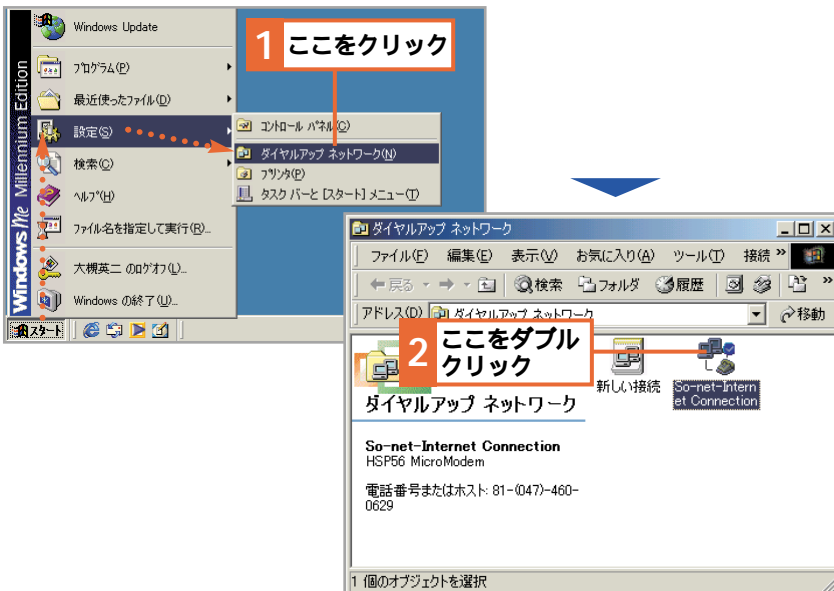 Windows Me Millennium Edition
Windows Update
ﾌﾟﾛｸﾞﾗﾑ(P)
最近使ったﾌｧｲﾙ(D)
設定(S)
検索(C)
ﾍﾙﾌﾟ(H)
ﾌｧｲﾙ名を指定して実行(R)...
大槻英二 のﾛｸﾞｵﾌ(L)...
Windows の終了(U)...
スタート
1 ここをクリック
ｺﾝﾄﾛｰﾙ ﾊﾟﾈﾙ(C)
ダイヤルアップ ネットワーク(N)
ﾌﾟﾘﾝﾀ(P)
タスク バーと [スタート] メニュー(T)
ダイヤルアップ ネットワーク
ファイル(F) 編集(E) 表示(V) お気に入り(A) ツール(T) 接続 »
戻る 検索 フォルダ 履歴 »
アドレス(D) ダイヤルアップ ネットワーク 移動
2 ここをダブル
クリック
新しい接続
So-net-Intern
et Connection
ダイヤルアップ ネットワーク
So-net-Internet Connection
HSP56 MicroModem
電話番号またはホスト: 81-(047)-460-
0629
1 個のオブジェクトを選択